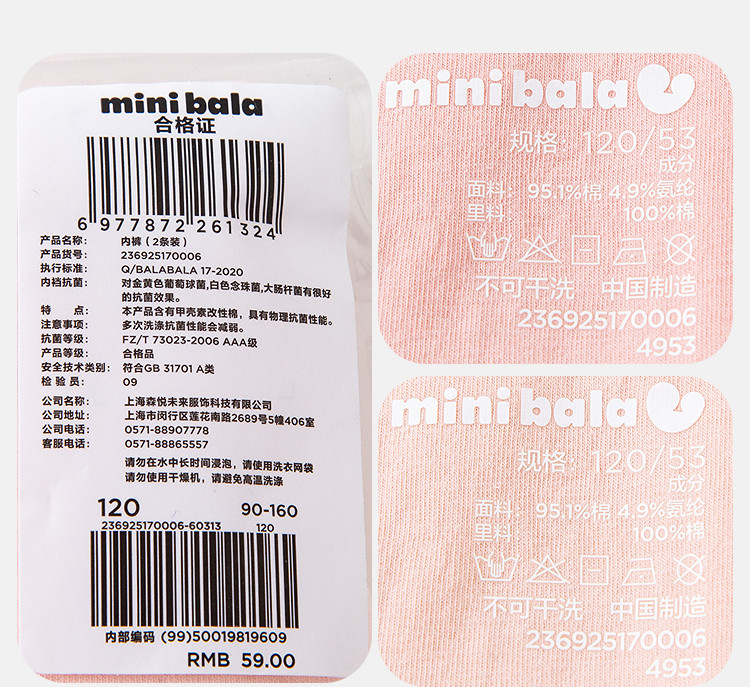 mini bala
合格证
6 977872 261324
产品名称: 内裤(2条装)
产品货号: 236925170006
执行标准: Q/BALABALA 17-2020
内裆抗菌: 对金黄色葡萄球菌,白色念珠菌,大肠杆菌有很好
的抗菌效果。
特 点: 本产品含有甲壳素改性棉,具有物理抗菌性能。
注意事项: 多次洗涤抗菌性能会减弱。
抗菌等级: FZ/T 73023-2006 AAA级
产品等级: 合格品
安全技术类别: 符合GB 31701 A类
检 验 员: 09
公司名称: 上海森悦未来服饰科技有限公司
公司地址: 上海市闵行区莲花南路2689号5幢406室
公司电话: 0571-88907778
客服电话: 0571-88865557
请勿在水中长时间浸泡,请使用洗衣网袋
请勿使用干燥机,请避免高温洗涤
120 90-160
236925170006-60313 120
内部编码 (99)50019819609
RMB 59.00
mini bala
规格: 120/53
成分
面料: 95.1%棉 4.9%氨纶
里料: 100%棉
不可干洗 中国制造
236925170006
4953
mini bala
规格: 120/53
成分
面料: 95.1%棉 4.9%氨纶
里料: 100%棉
不可干洗 中国制造
236925170006
4953